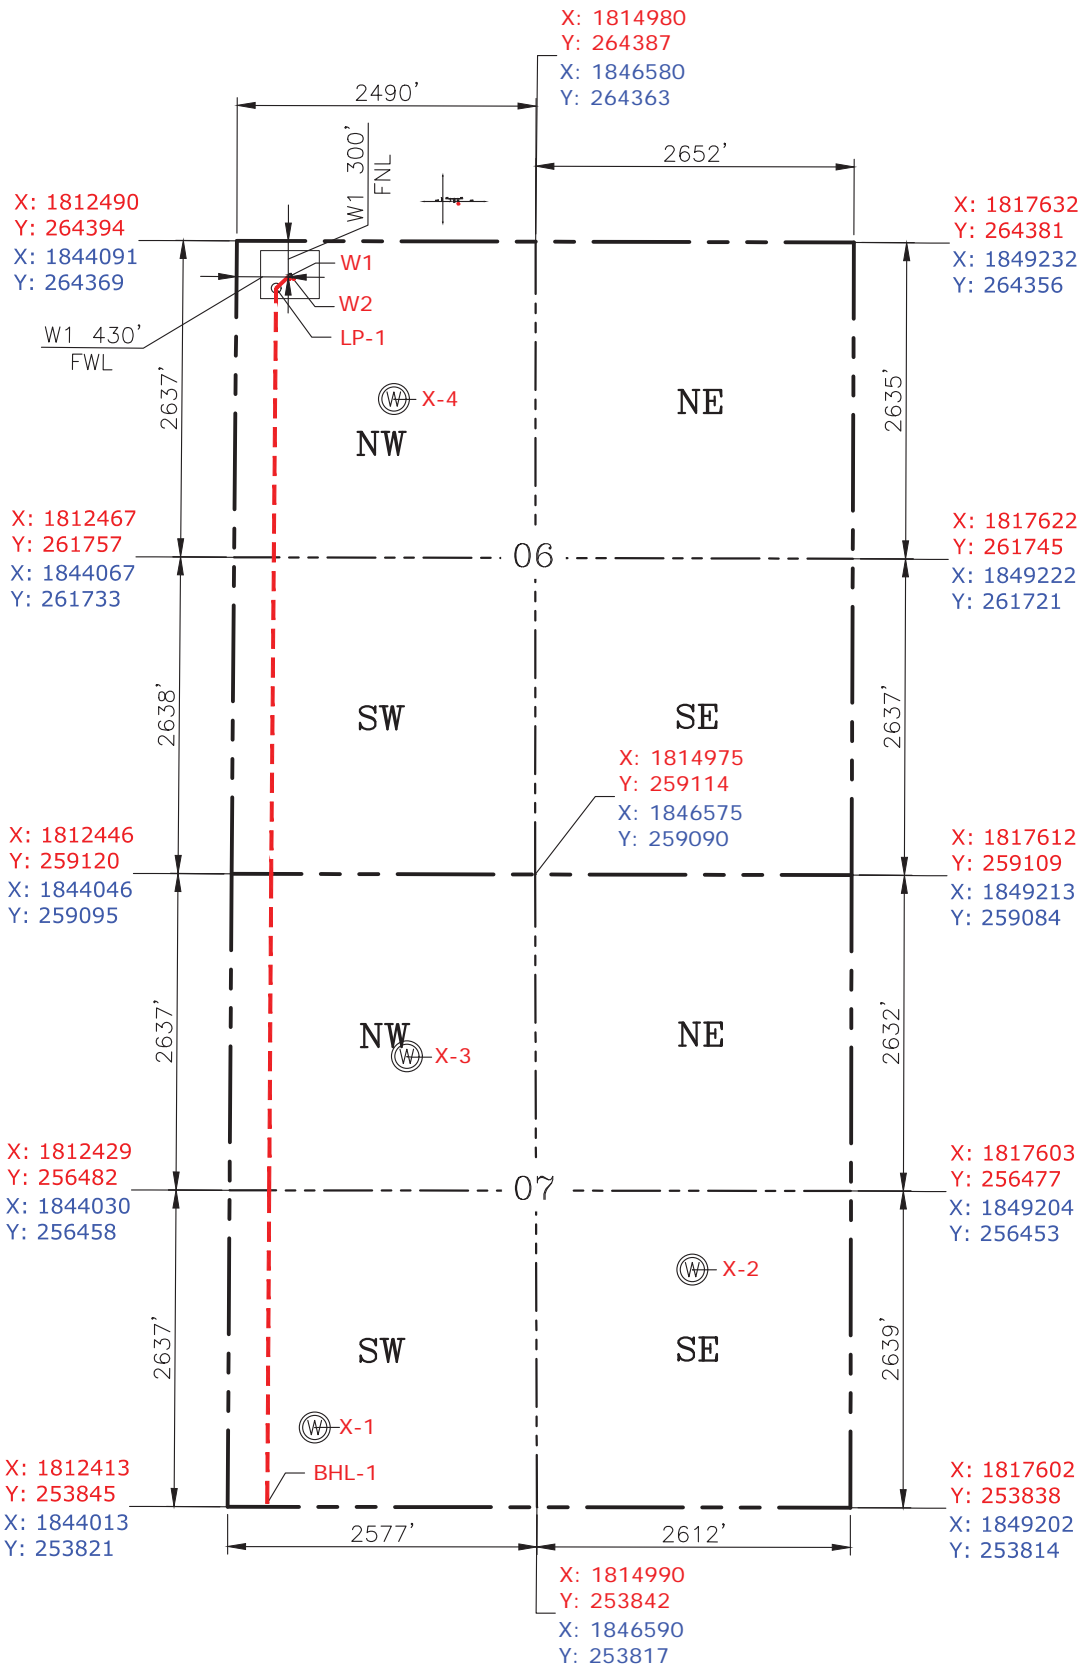 X: 1814980
Y: 264387
X: 1846580
Y: 264363
2490'
2652'
W1 300'
FNL
X: 1812490
Y: 264394
X: 1844091
Y: 264369
X: 1817632
Y: 264381
X: 1849232
Y: 264356
W1
W2
LP-1
W1 430'
FWL
2637'
2635'
W X-4
NW
NE
X: 1812467
Y: 261757
X: 1844067
Y: 261733
06
X: 1817622
Y: 261745
X: 1849222
Y: 261721
2638'
2637'
SW
SE
X: 1814975
Y: 259114
X: 1846575
Y: 259090
X: 1812446
Y: 259120
X: 1844046
Y: 259095
X: 1817612
Y: 259109
X: 1849213
Y: 259084
2637'
2632'
NW
NE
W X-3
X: 1812429
Y: 256482
X: 1844030
Y: 256458
07
X: 1817603
Y: 256477
X: 1849204
Y: 256453
W X-2
2637'
2639'
SW
SE
W X-1
BHL-1
X: 1812413
Y: 253845
X: 1844013
Y: 253821
X: 1817602
Y: 253838
X: 1849202
Y: 253814
2577'
2612'
X: 1814990
Y: 253842
X: 1846590
Y: 253817